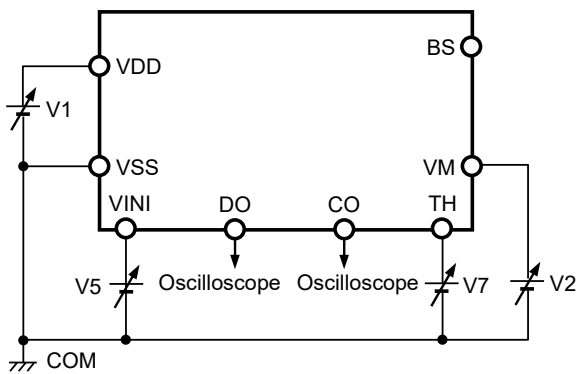 BS
VDD
V1
VSS
VM
VINI
DO
CO
TH
V5
Oscilloscope
Oscilloscope
V7
V2
COM